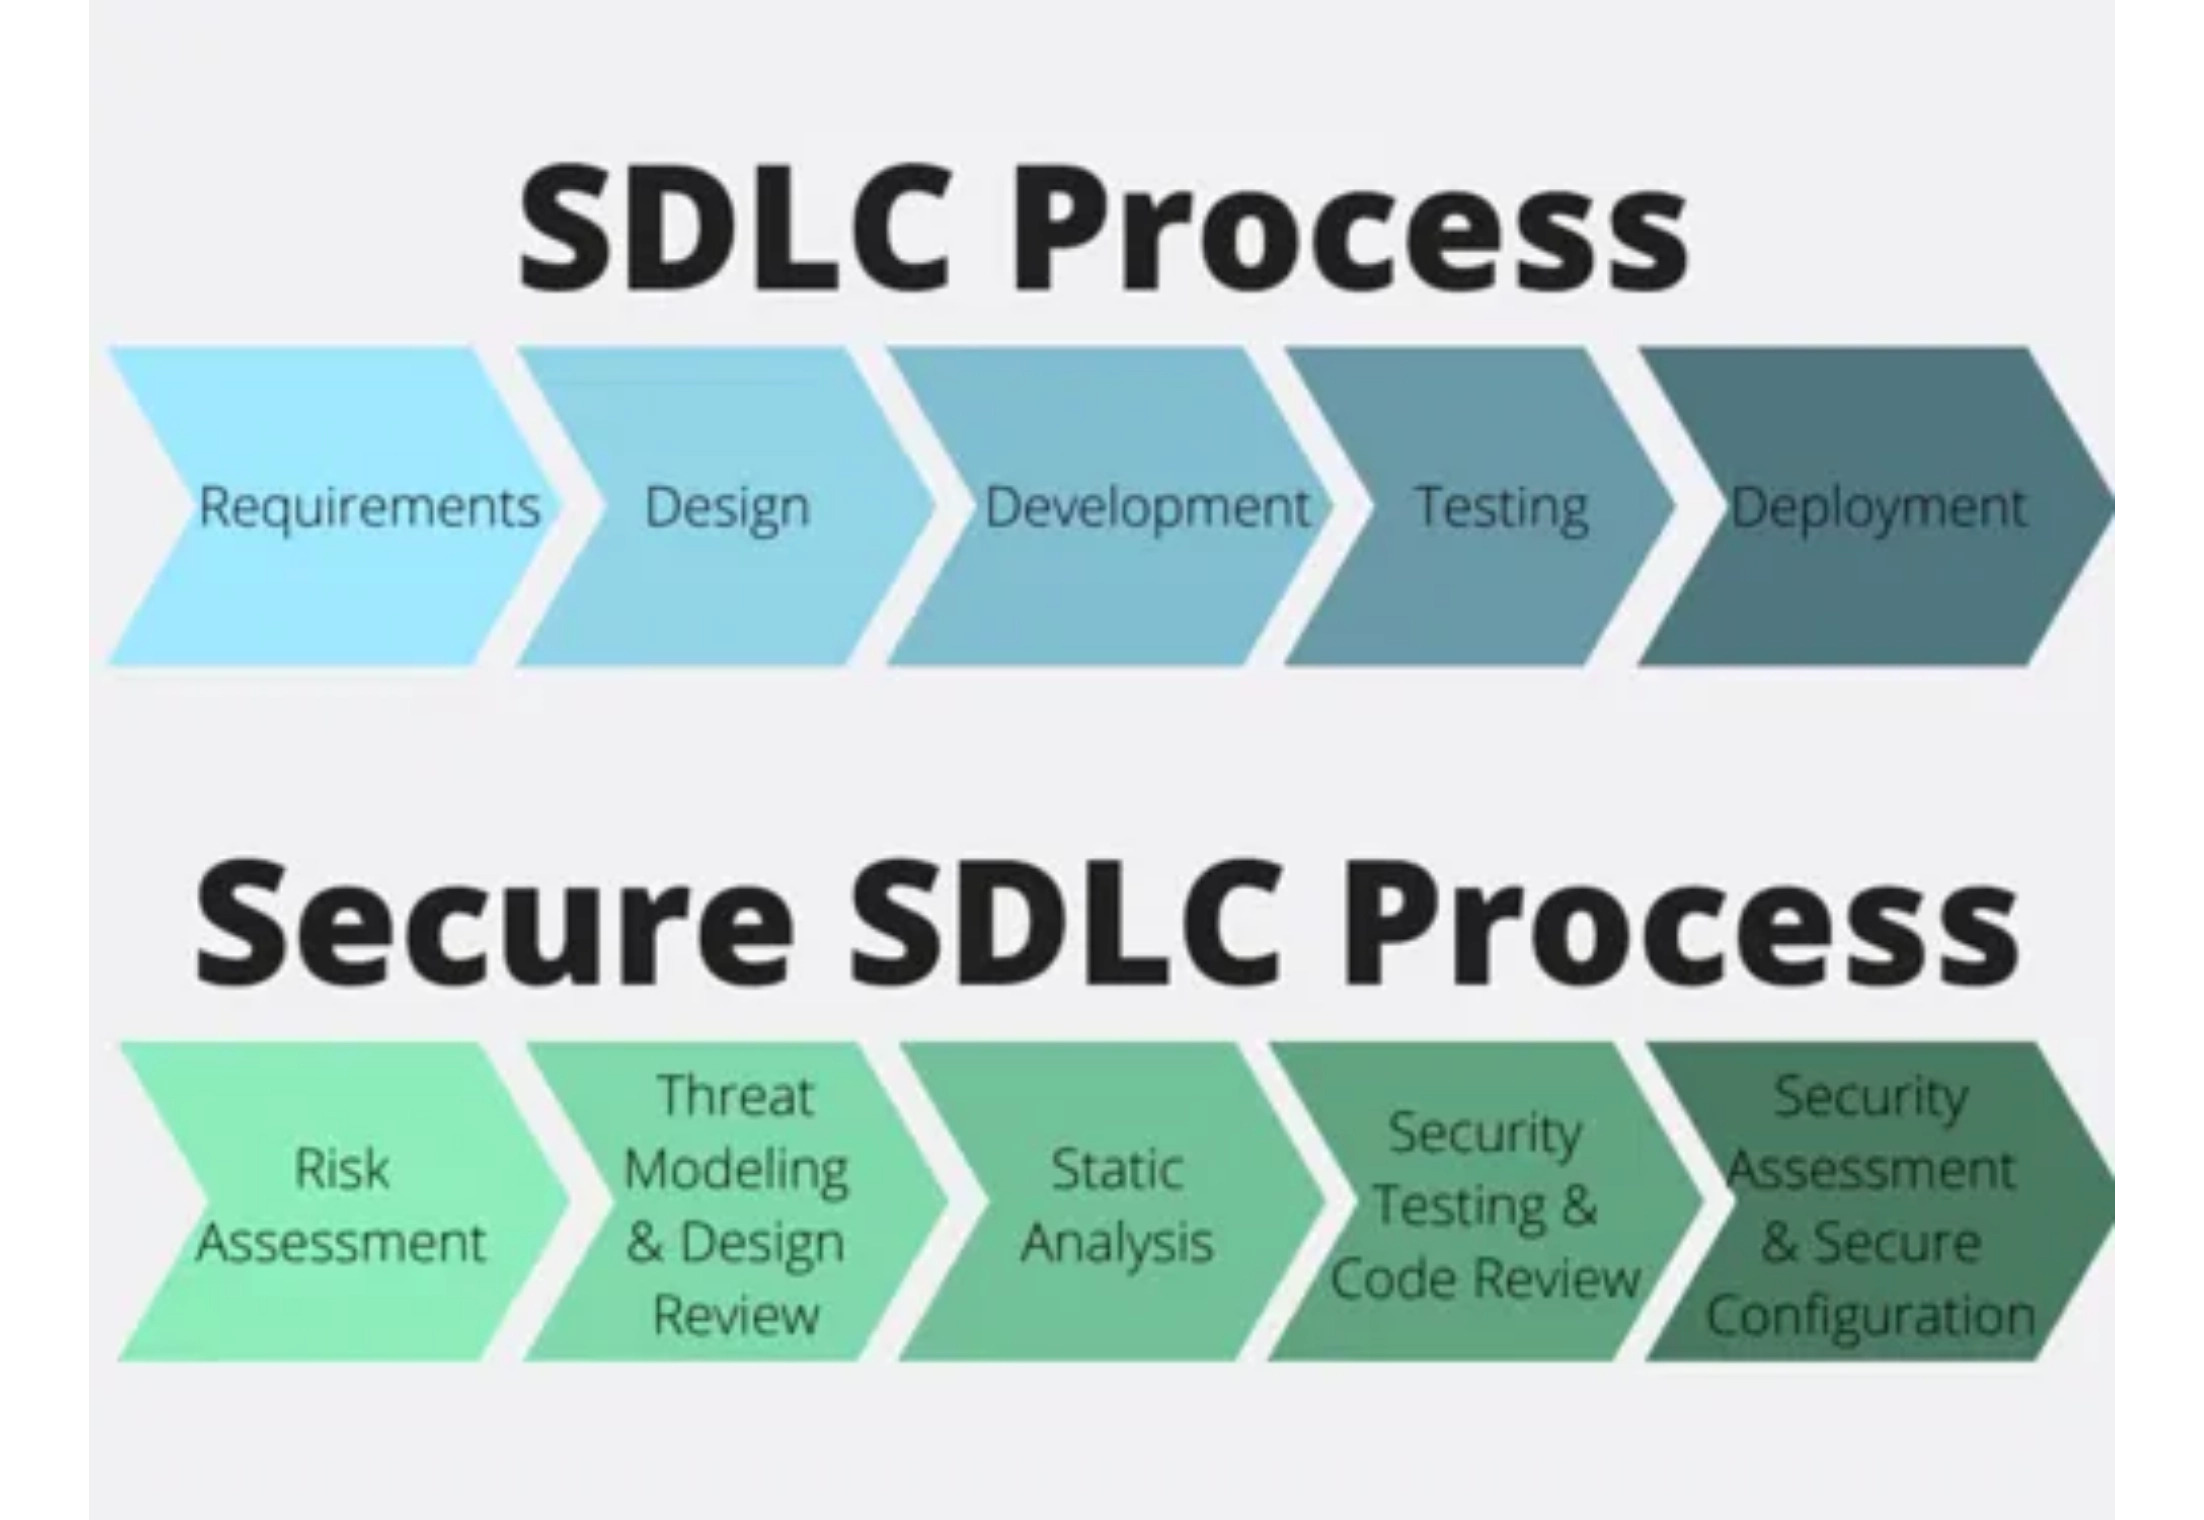 SDLC Process
Requirements
Design
Development
Testing
Deployment
Secure SDLC Process
Risk
Assessment
Threat
Modeling
& Design
Review
Static
Analysis
Security
Testing &
Code Review
Security
Assessment
& Secure
Configuration